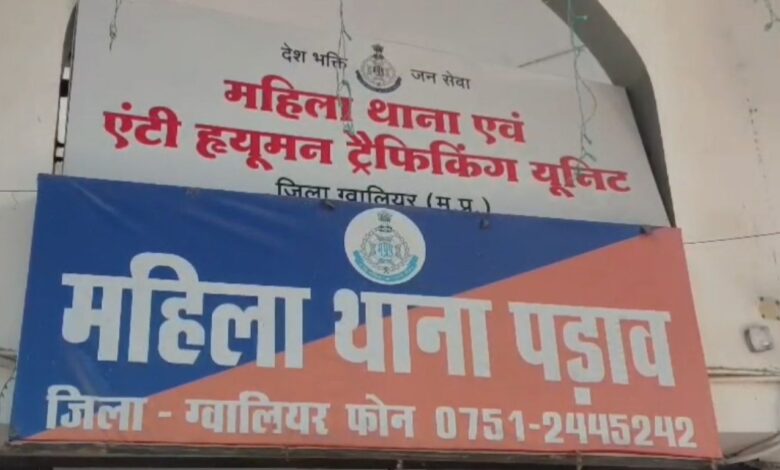 देश भक्ति जन सेवा
महिला थाना एवं
एंटी ह्यूमन ट्रैफिकिंग यूनिट
जिला ग्वालियर (म.प्र.)
महिला थाना पड़ाव
जिला - ग्वालियर फोन 0751-2445242